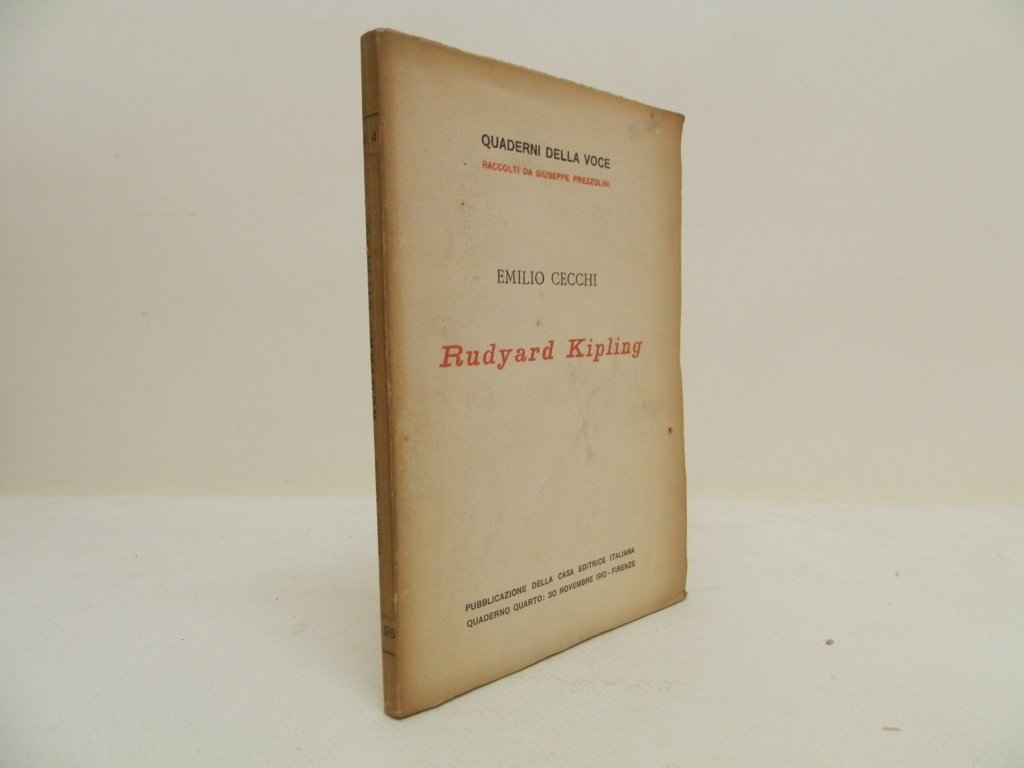 QUADERNI DELLA VOCE
RACCOLTI DA GIUSEPPE PREZZOLINI
EMILIO CECCHI
Rudyard Kipling
PUBBLICAZIONE DELLA CASA EDITRICE ITALIANA
QUADERNO QUARTO: 30 NOVEMBRE 1910 - FIRENZE
95